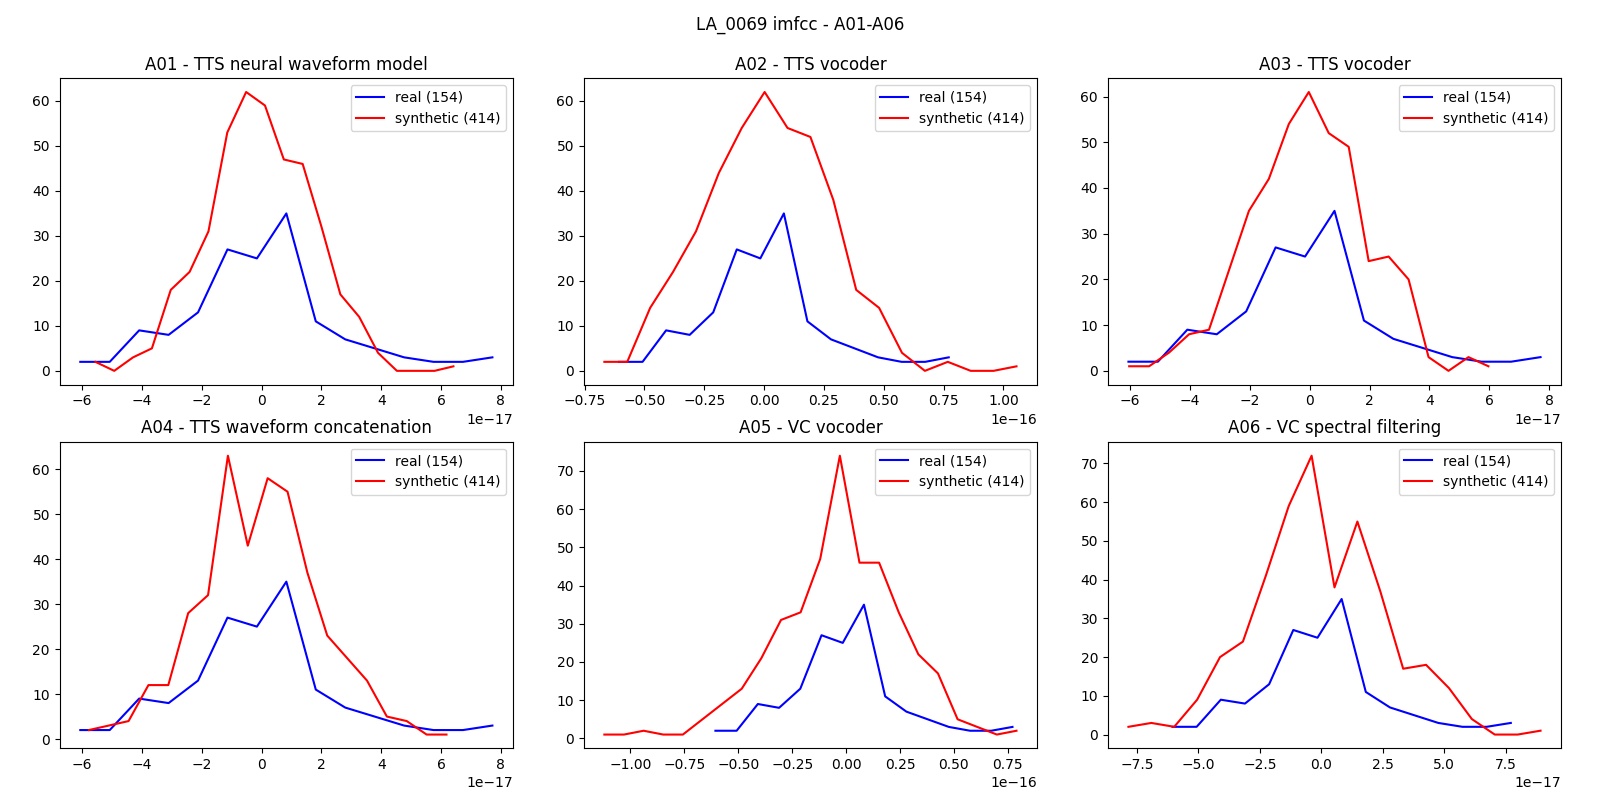 LA_0069 imfcc - A01-A06
A01 - TTS neural waveform model
60
50
40
30
20
10
0
real (154)
synthetic (414)
−6 −4 −2 0 2 4 6 8
1e−17
A02 - TTS vocoder
60
50
40
30
20
10
0
real (154)
synthetic (414)
−0.75 −0.50 −0.25 0.00 0.25 0.50 0.75 1.00
1e−16
A03 - TTS vocoder
60
50
40
30
20
10
0
real (154)
synthetic (414)
−6 −4 −2 0 2 4 6 8
1e−17
A04 - TTS waveform concatenation
60
50
40
30
20
10
0
real (154)
synthetic (414)
−6 −4 −2 0 2 4 6 8
1e−17
A05 - VC vocoder
70
60
50
40
30
20
10
0
real (154)
synthetic (414)
−1.00 −0.75 −0.50 −0.25 0.00 0.25 0.50 0.75
1e−16
A06 - VC spectral filtering
70
60
50
40
30
20
10
0
real (154)
synthetic (414)
−7.5 −5.0 −2.5 0.0 2.5 5.0 7.5
1e−17